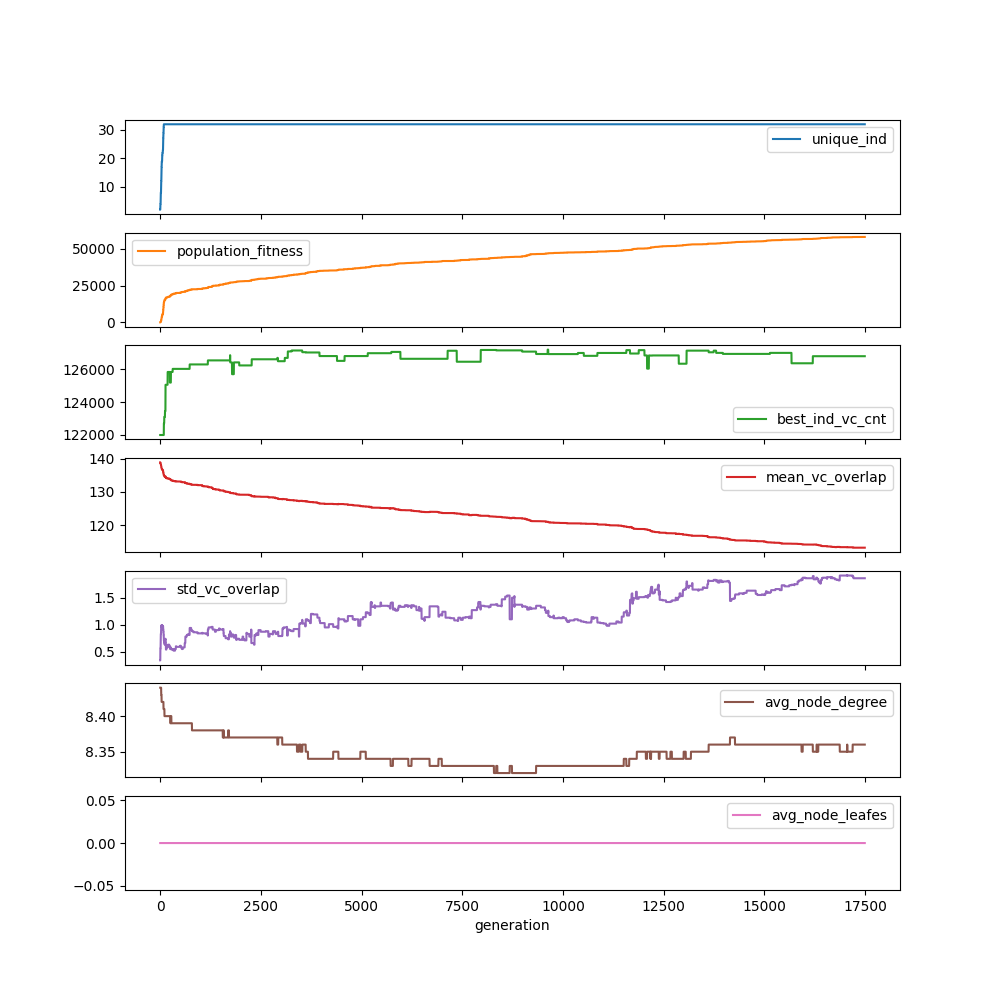 30
20
10
unique_ind
50000
25000
0
population_fitness
126000
124000
122000
best_ind_vc_cnt
140
130
120
mean_vc_overlap
1.5
1.0
0.5
std_vc_overlap
8.40
8.35
avg_node_degree
0.05
0.00
−0.05
avg_node_leafes
0 2500 5000 7500 10000 12500 15000 17500
generation